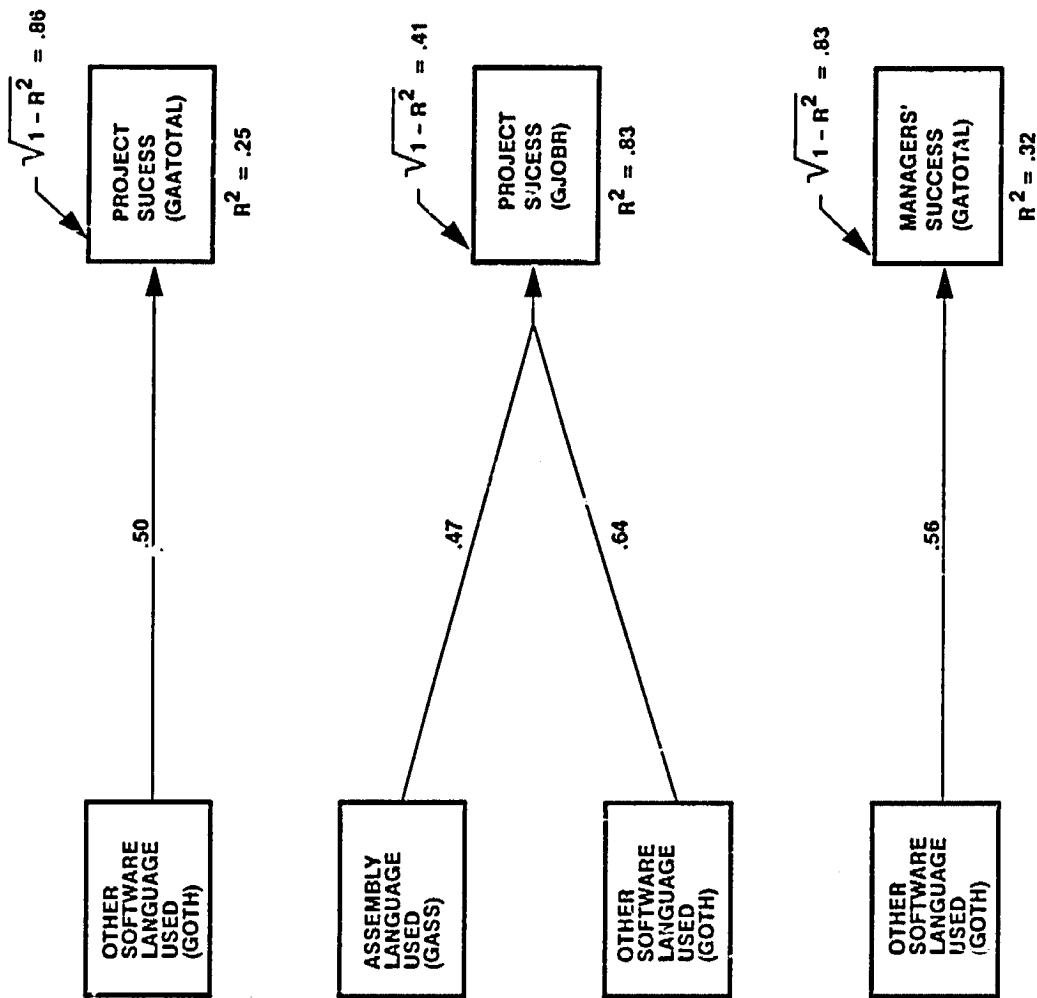 OTHER
SOFTWARE
LANGUAGE
USED
(GOTH)
.50
PROJECT
SUCESS
(GAATOTAL)
R² = .25
√1 − R² = .86
ASSEMBLY
LANGUAGE
USED
(GASS)
.47
OTHER
SOFTWARE
LANGUAGE
USED
(GOTH)
.64
PROJECT
SUCESS
(GJOBR)
R² = .83
√1 − R² = .41
OTHER
SOFTWARE
LANGUAGE
USED
(GOTH)
.56
MANAGERS'
SUCCESS
(GATOTAL)
R² = .32
√1 − R² = .83